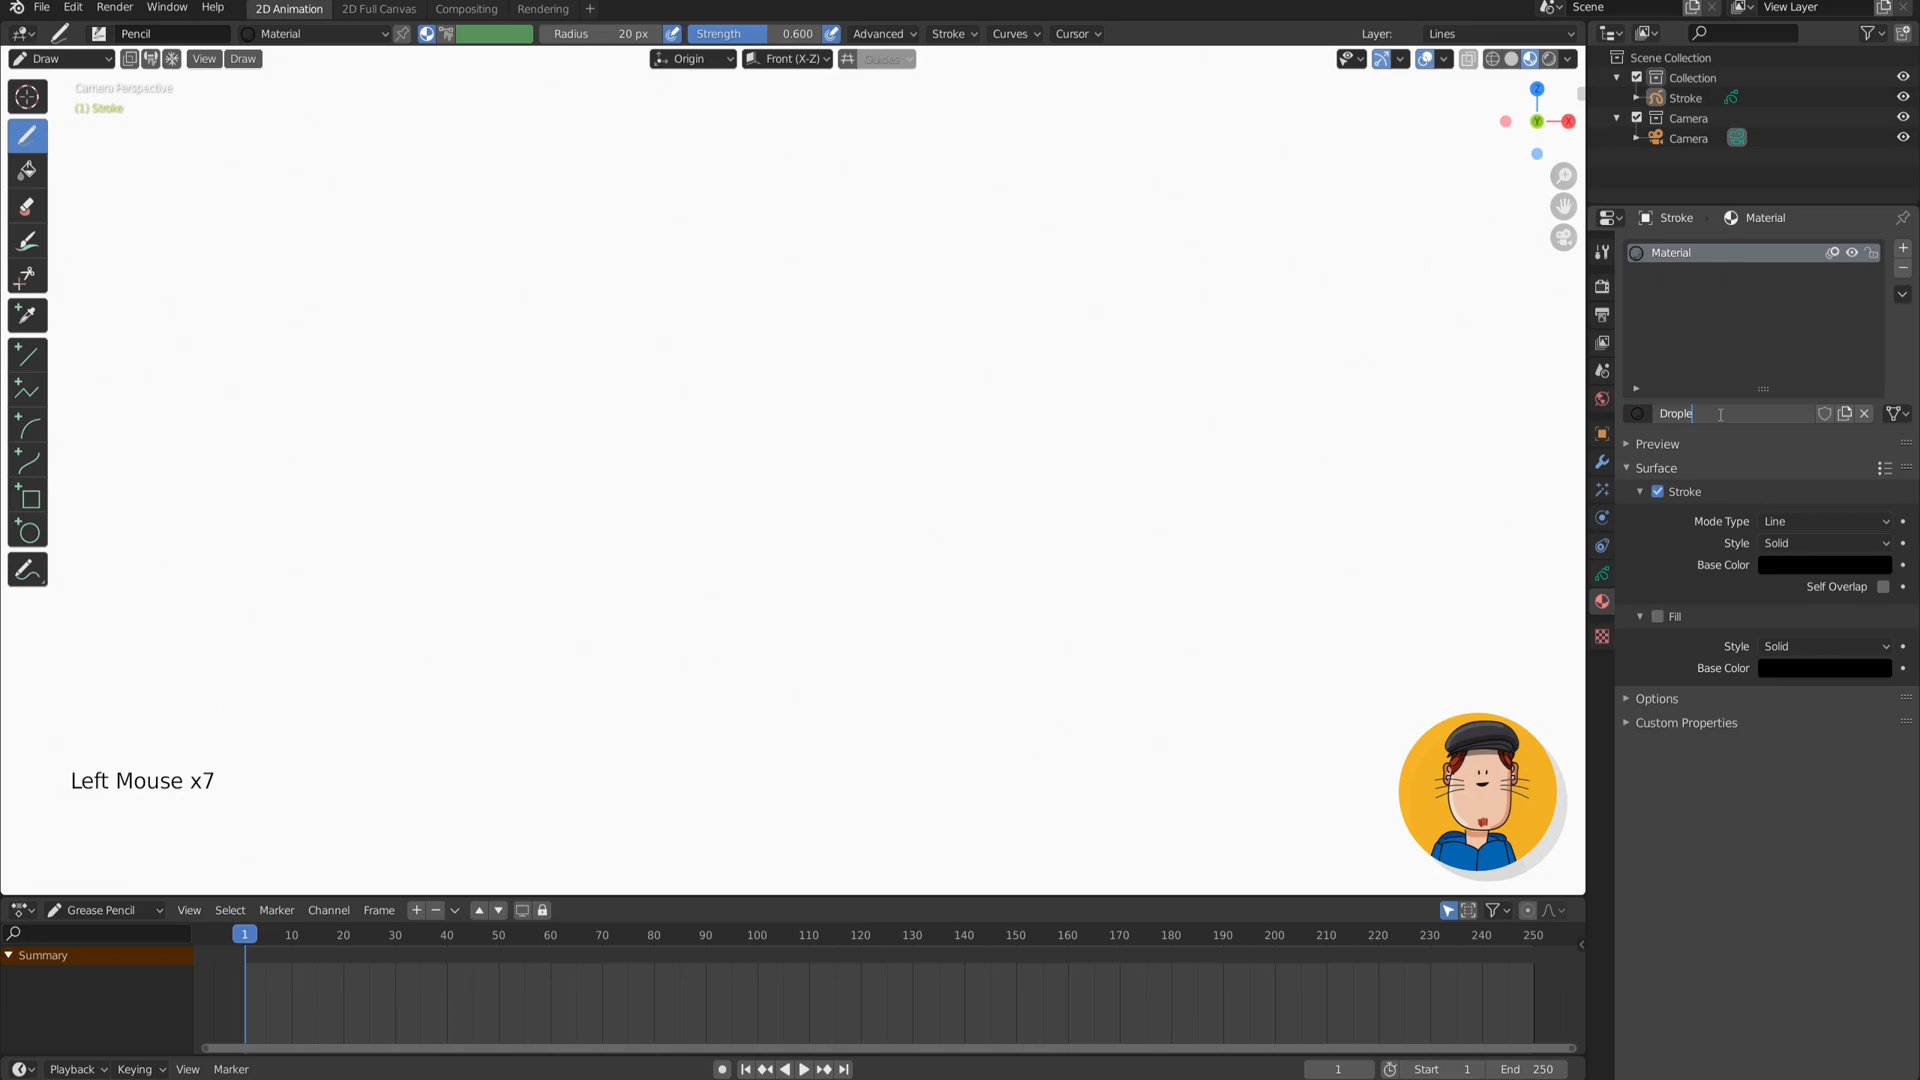 File Edit Render Window Help 2D Animation 2D Full Canvas Compositing Rendering + Scene View Layer
Pencil Material Radius 20 px Strength 0.600 Advanced Stroke Curves Cursor Layer: Lines
Draw View Draw Origin Front (X-Z) Guides
Camera Perspective
(1) Stroke
Z
Y X
Left Mouse x7
Scene Collection
Collection
Stroke
Camera
Camera
Stroke Material
Material
Drople
Preview
Surface
Stroke
Mode Type Line
Style Solid
Base Color
Self Overlap
Fill
Style Solid
Base Color
Options
Custom Properties
Grease Pencil View Select Marker Channel Frame
1 10 20 30 40 50 60 70 80 90 100 110 120 130 140 150 160 170 180 190 200 210 220 230 240 250
Summary
Playback Keying View Marker 1 Start 1 End 250